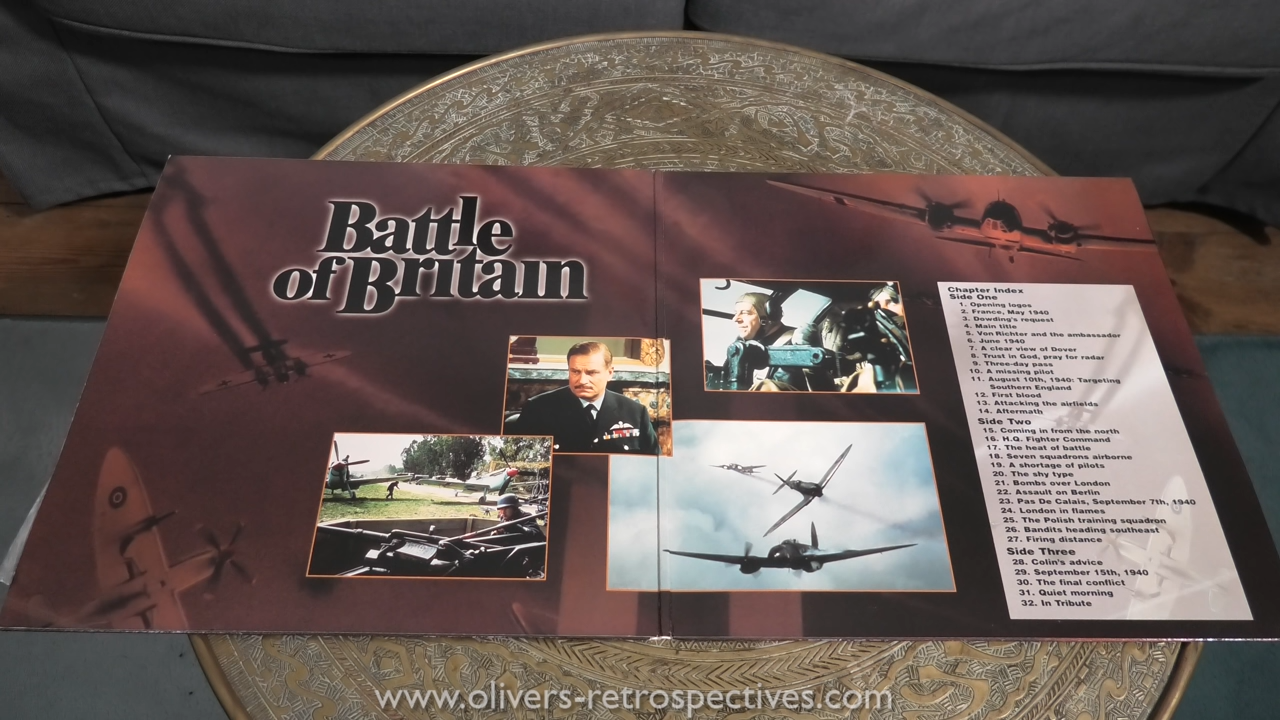 Battle
of Britain
Chapter Index
Side One
1. Opening logos
2. France, May 1940
3. Dowding's request
4. Main title
5. Von Richter and the ambassador
6. June 1940
7. A clear view of Dover
8. Trust in God, pray for radar
9. Three-day pass
10. A missing pilot
11. August 10th, 1940: Targeting
Southern England
12. First blood
13. Attacking the airfields
14. Aftermath
Side Two
15. Coming in from the north
16. H.Q. Fighter Command
17. The heat of battle
18. Seven squadrons airborne
19. A shortage of pilots
20. The shy type
21. Bombs over London
22. Assault on Berlin
23. Pas De Calais, September 7th, 1940
24. London in flames
25. The Polish training squadron
26. Bandits heading southeast
27. Firing distance
Side Three
28. Colin's advice
29. September 15th, 1940
30. The final conflict
31. Quiet morning
32. In Tribute
www.olivers-retrospectives.com